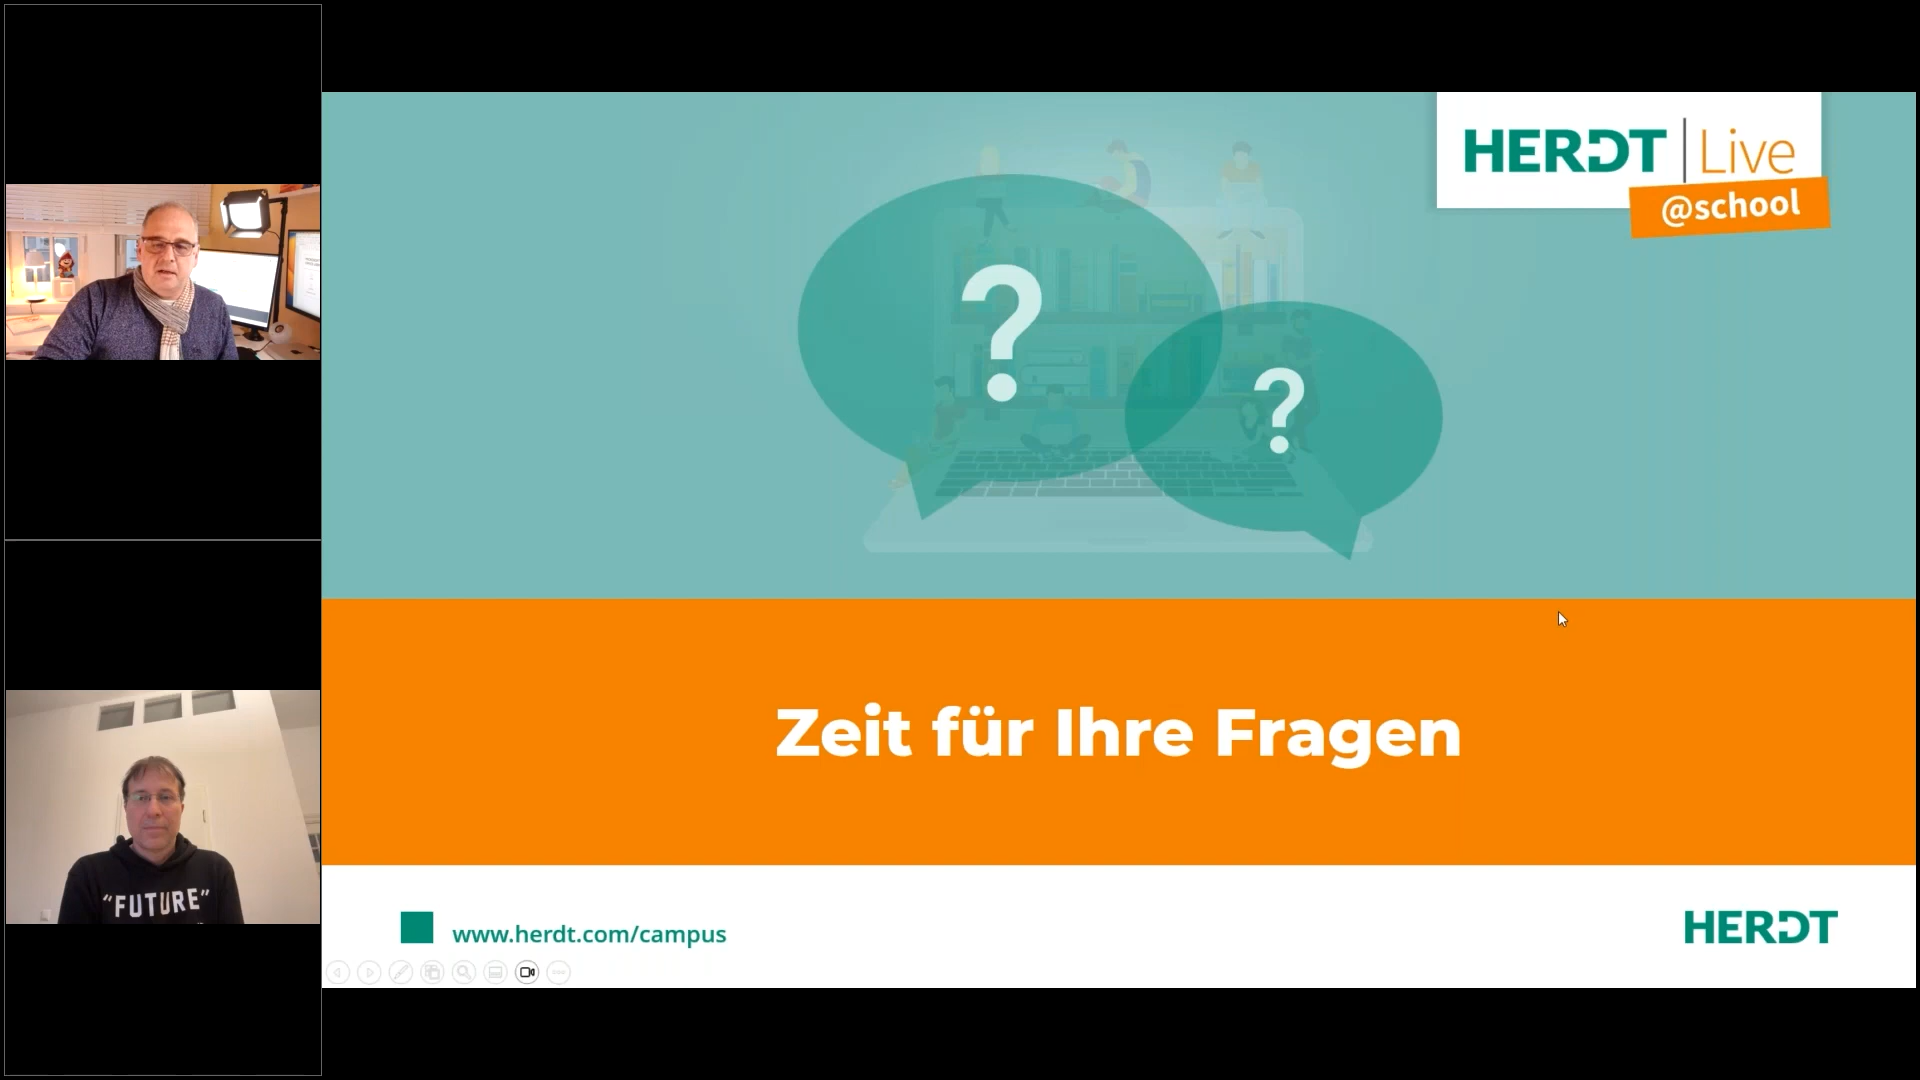 HERDT | Live
@school
?
?
Zeit für Ihre Fragen
www.herdt.com/campus
HERDT
"FUTURE"